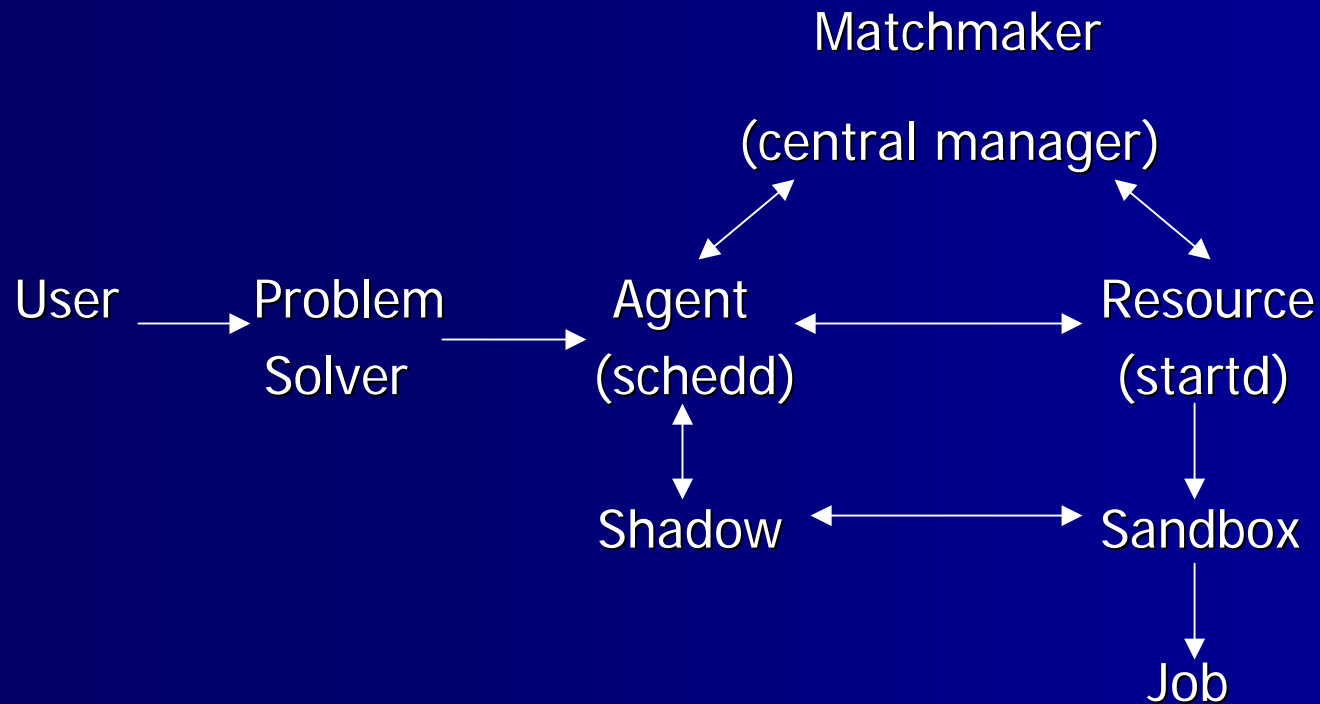 Matchmaker
(central manager)
User
Problem
Solver
Agent
(schedd)
Resource
(startd)
Shadow
Sandbox
Job